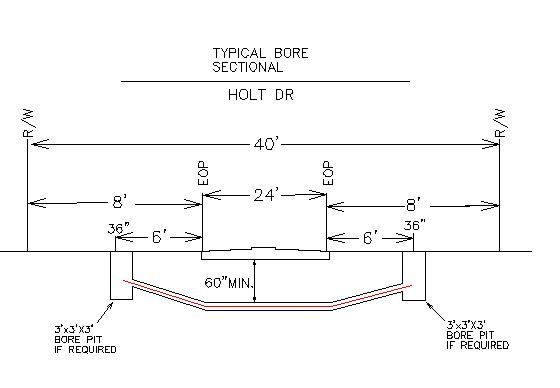 TYPICAL BORE
SECTIONAL
HOLT DR
R/W
R/W
40'
EOP
EOP
24'
8'
8'
36"
6'
6'
36"
60"MIN.
3'x3'X3'
BORE PIT
IF REQUIRED
3'x3'X3'
BORE PIT
IF REQUIRED